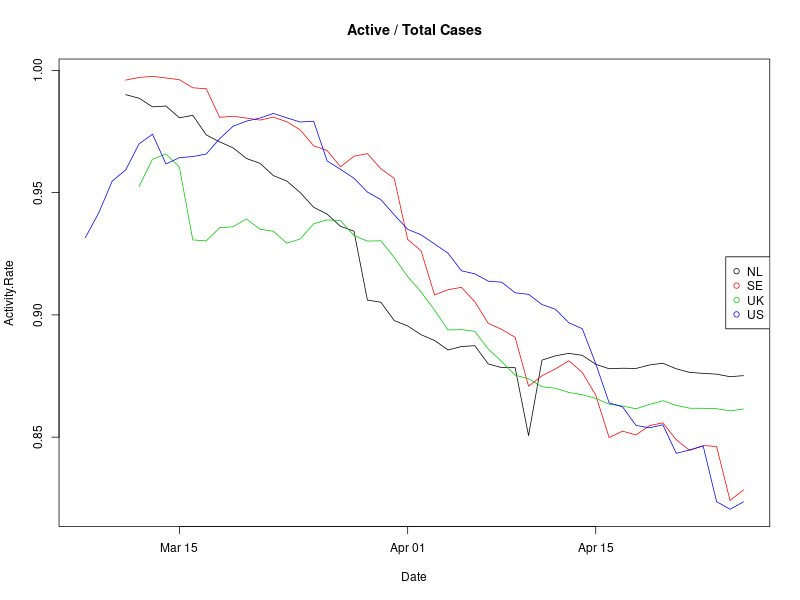 Active / Total Cases
Activity.Rate
1.00
0.95
0.90
0.85
NL
SE
UK
US
Mar 15
Apr 01
Apr 15
Date